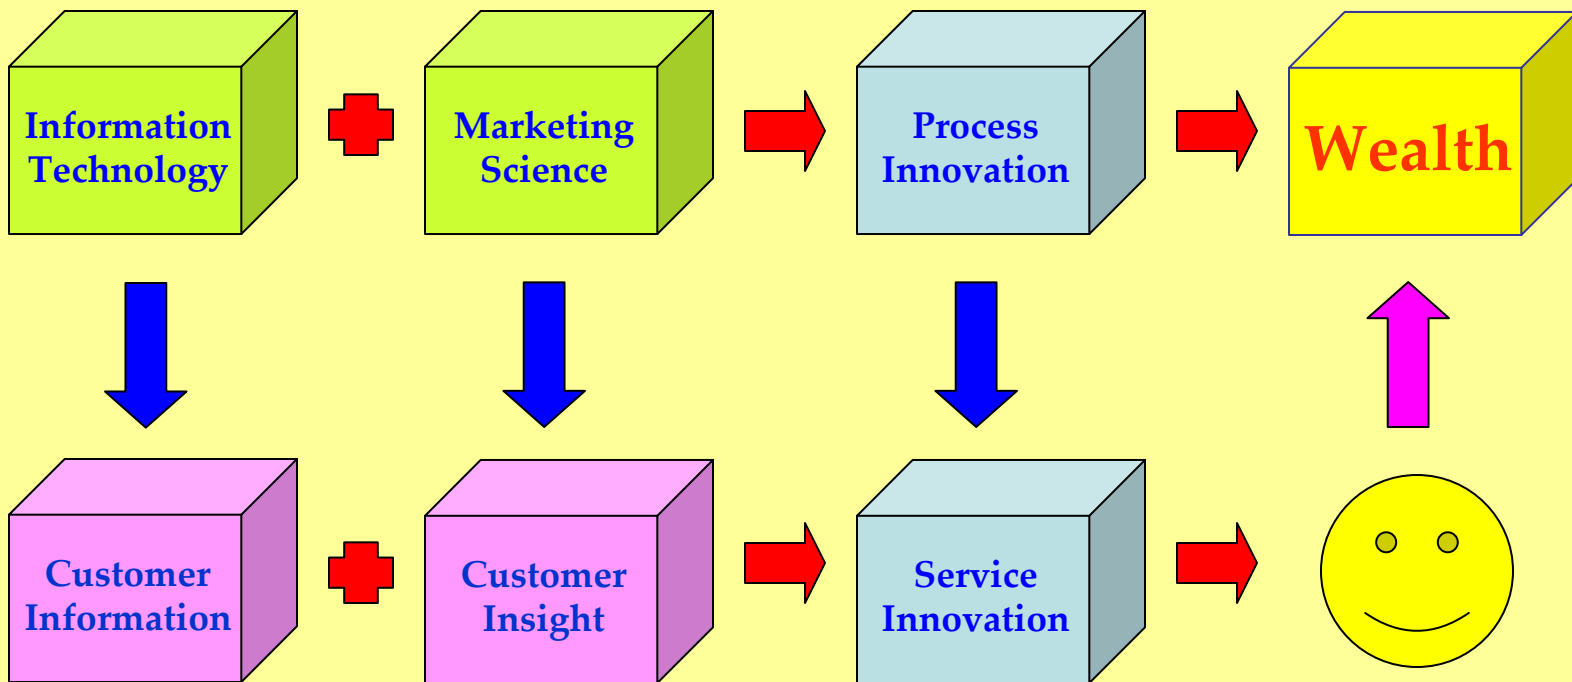 Information
Technology
Marketing
Science
Process
Innovation
Wealth
Customer
Information
Customer
Insight
Service
Innovation